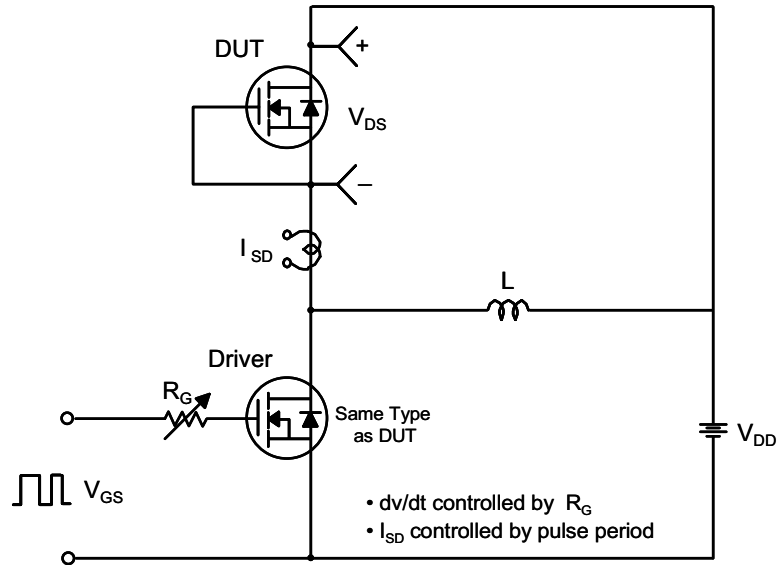 DUT
+
VDS
–
ISD
L
Driver
RG
Same Type
as DUT
VDD
VGS
• dv/dt controlled by RG
• ISD controlled by pulse period